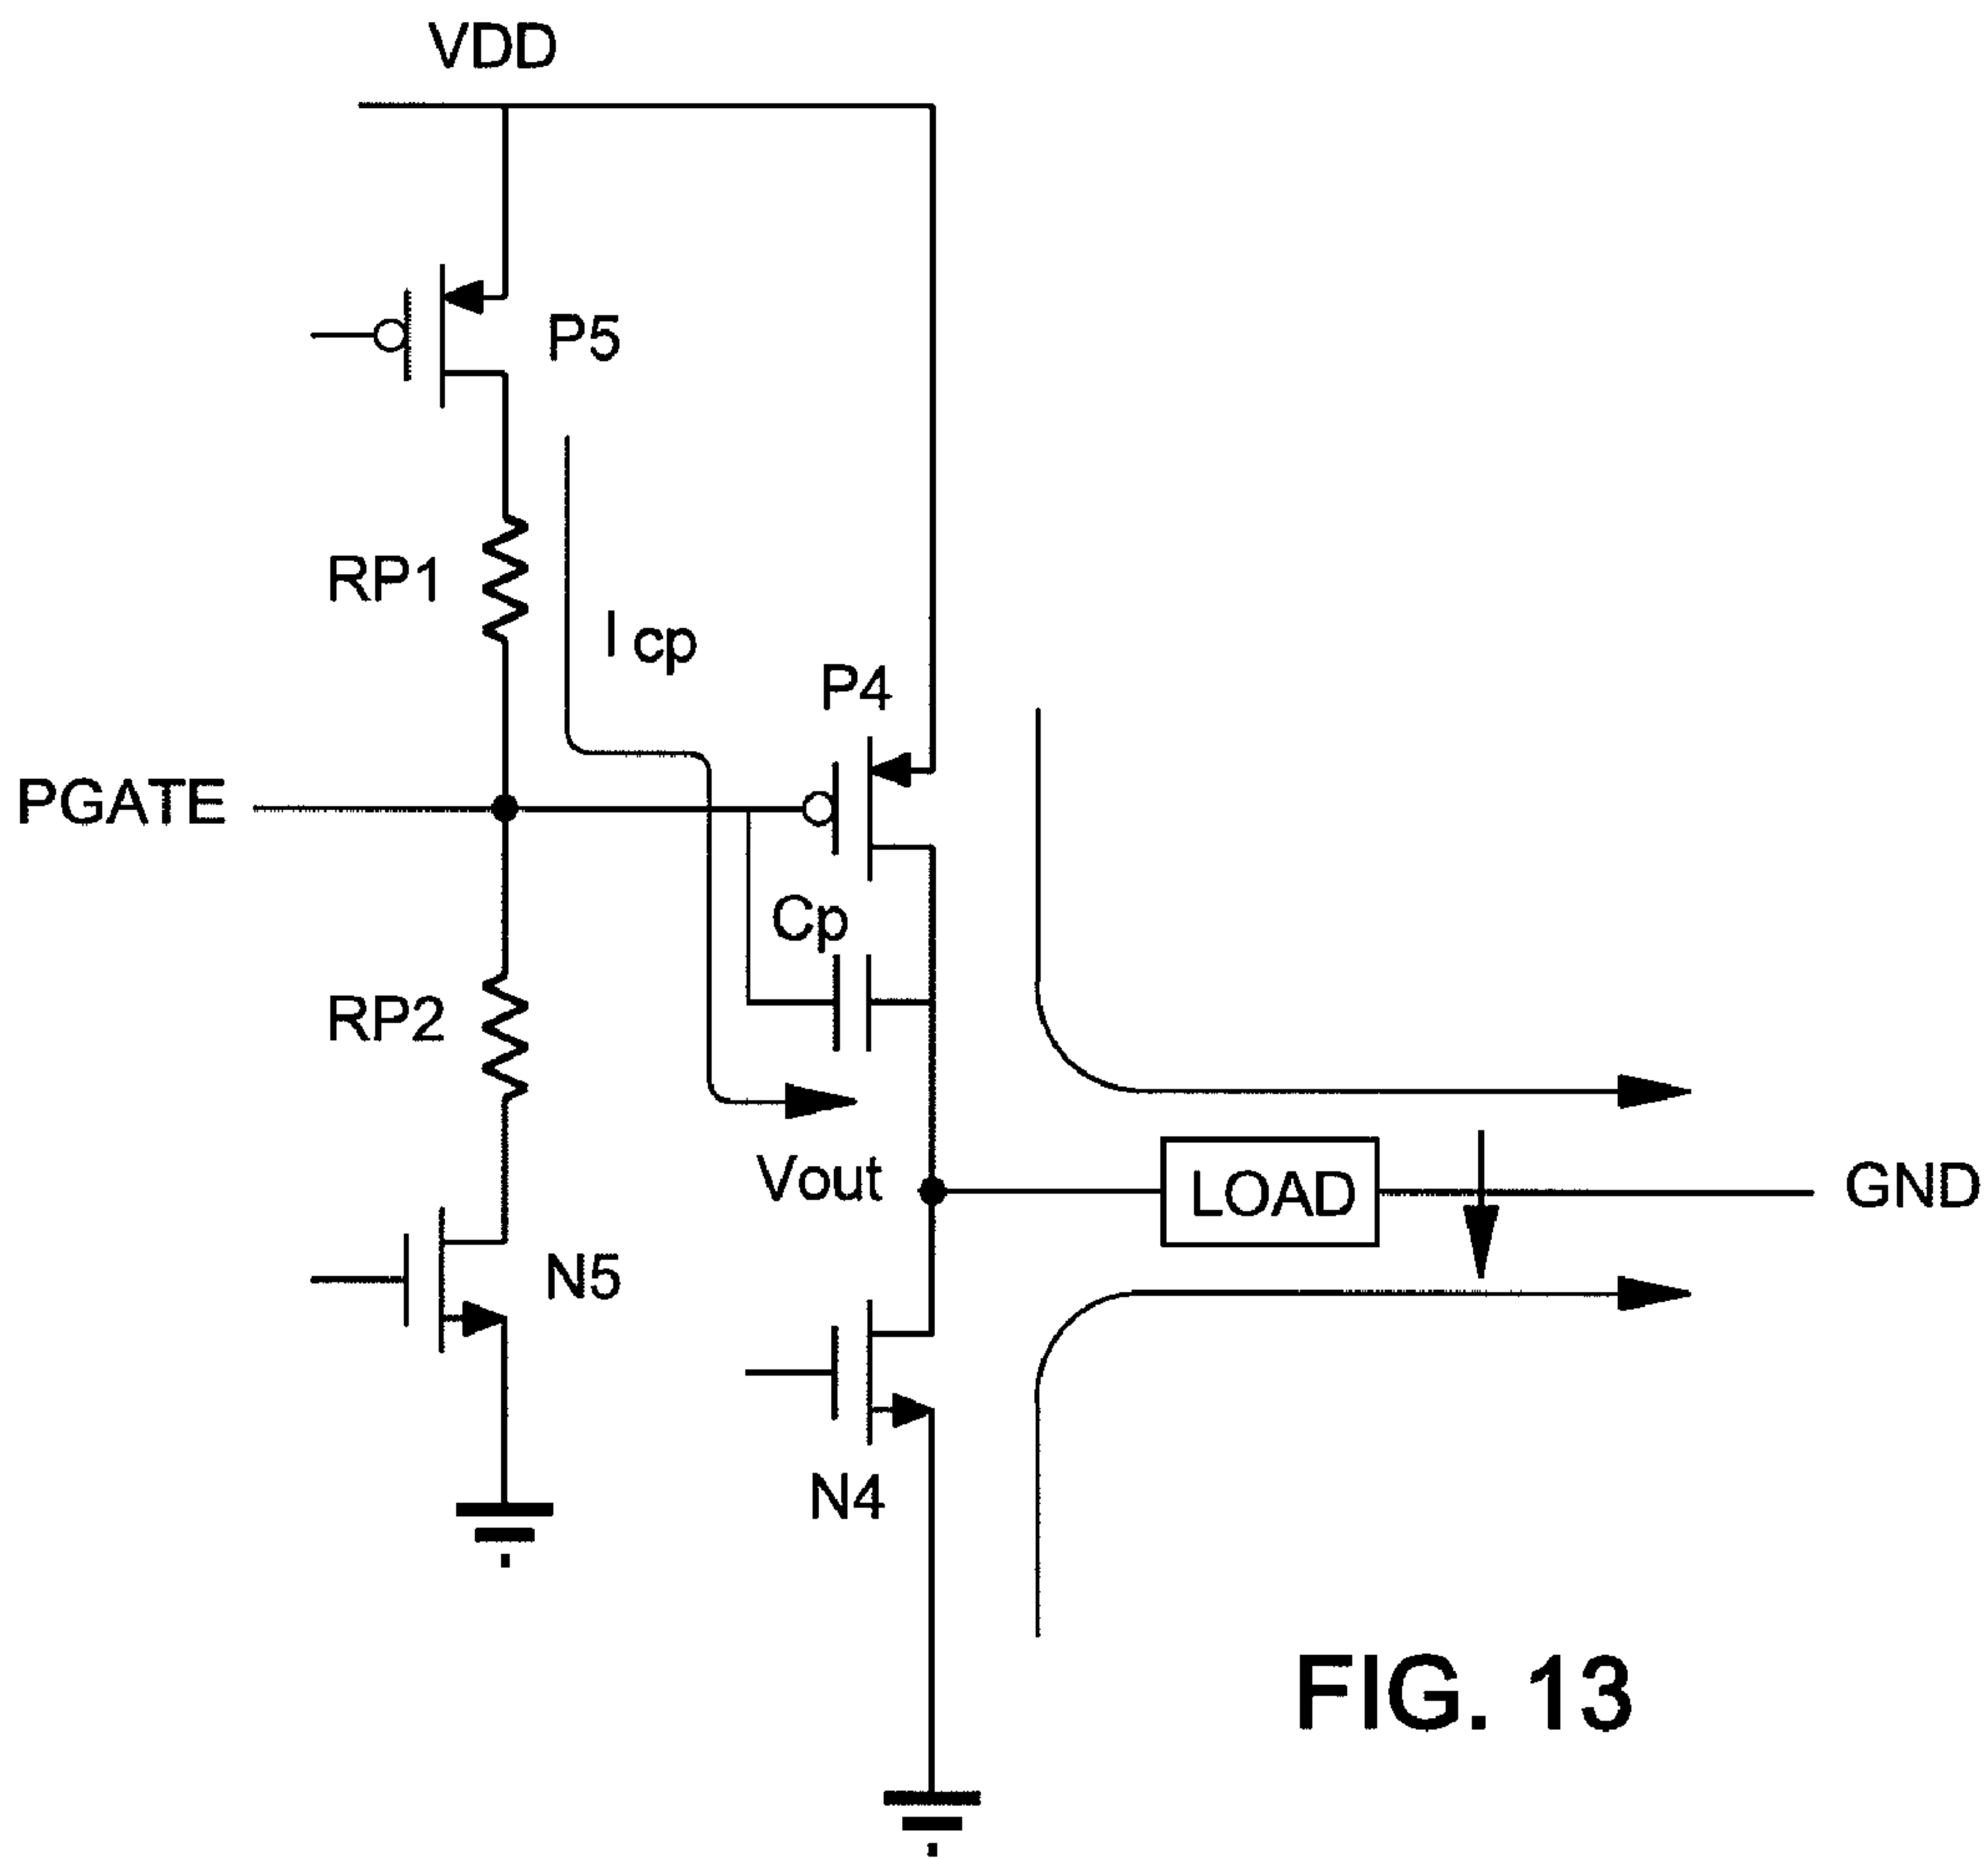 VDD
P5
RP1
I cp
P4
PGATE
Cp
RP2
Vout
LOAD
GND
N5
N4
FIG. 13